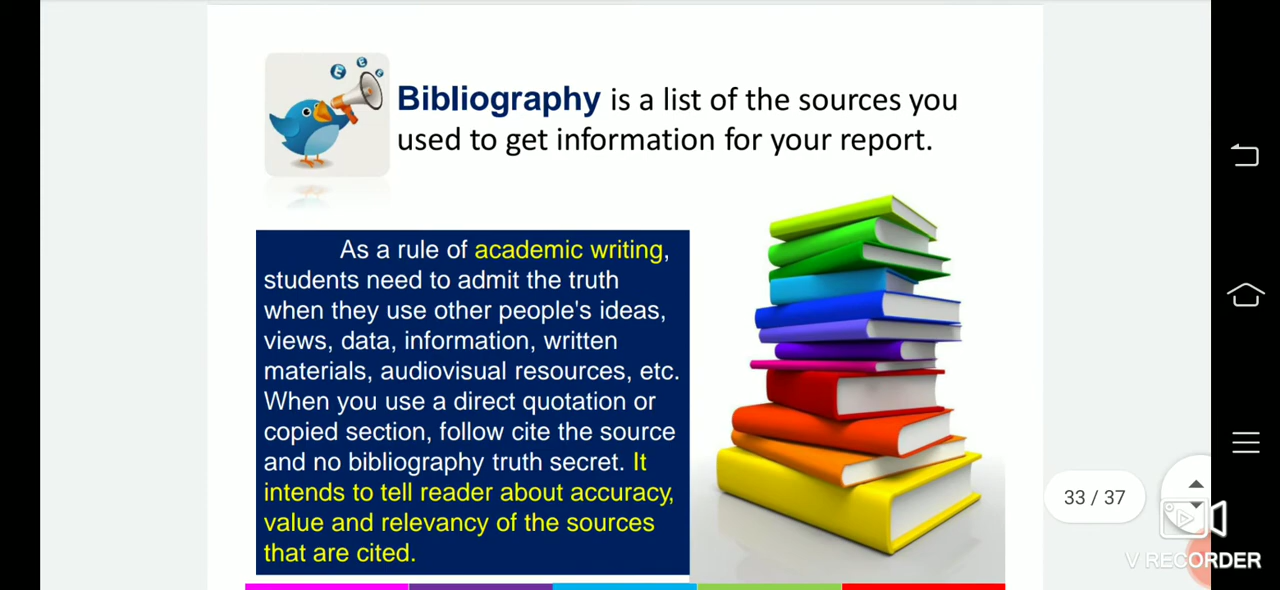 Bibliography is a list of the sources you
used to get information for your report.
As a rule of academic writing,
students need to admit the truth
when they use other people's ideas,
views, data, information, written
materials, audiovisual resources, etc.
When you use a direct quotation or
copied section, follow cite the source
and no bibliography truth secret. It
intends to tell reader about accuracy,
value and relevancy of the sources
that are cited.
33 / 37
V RECORDER